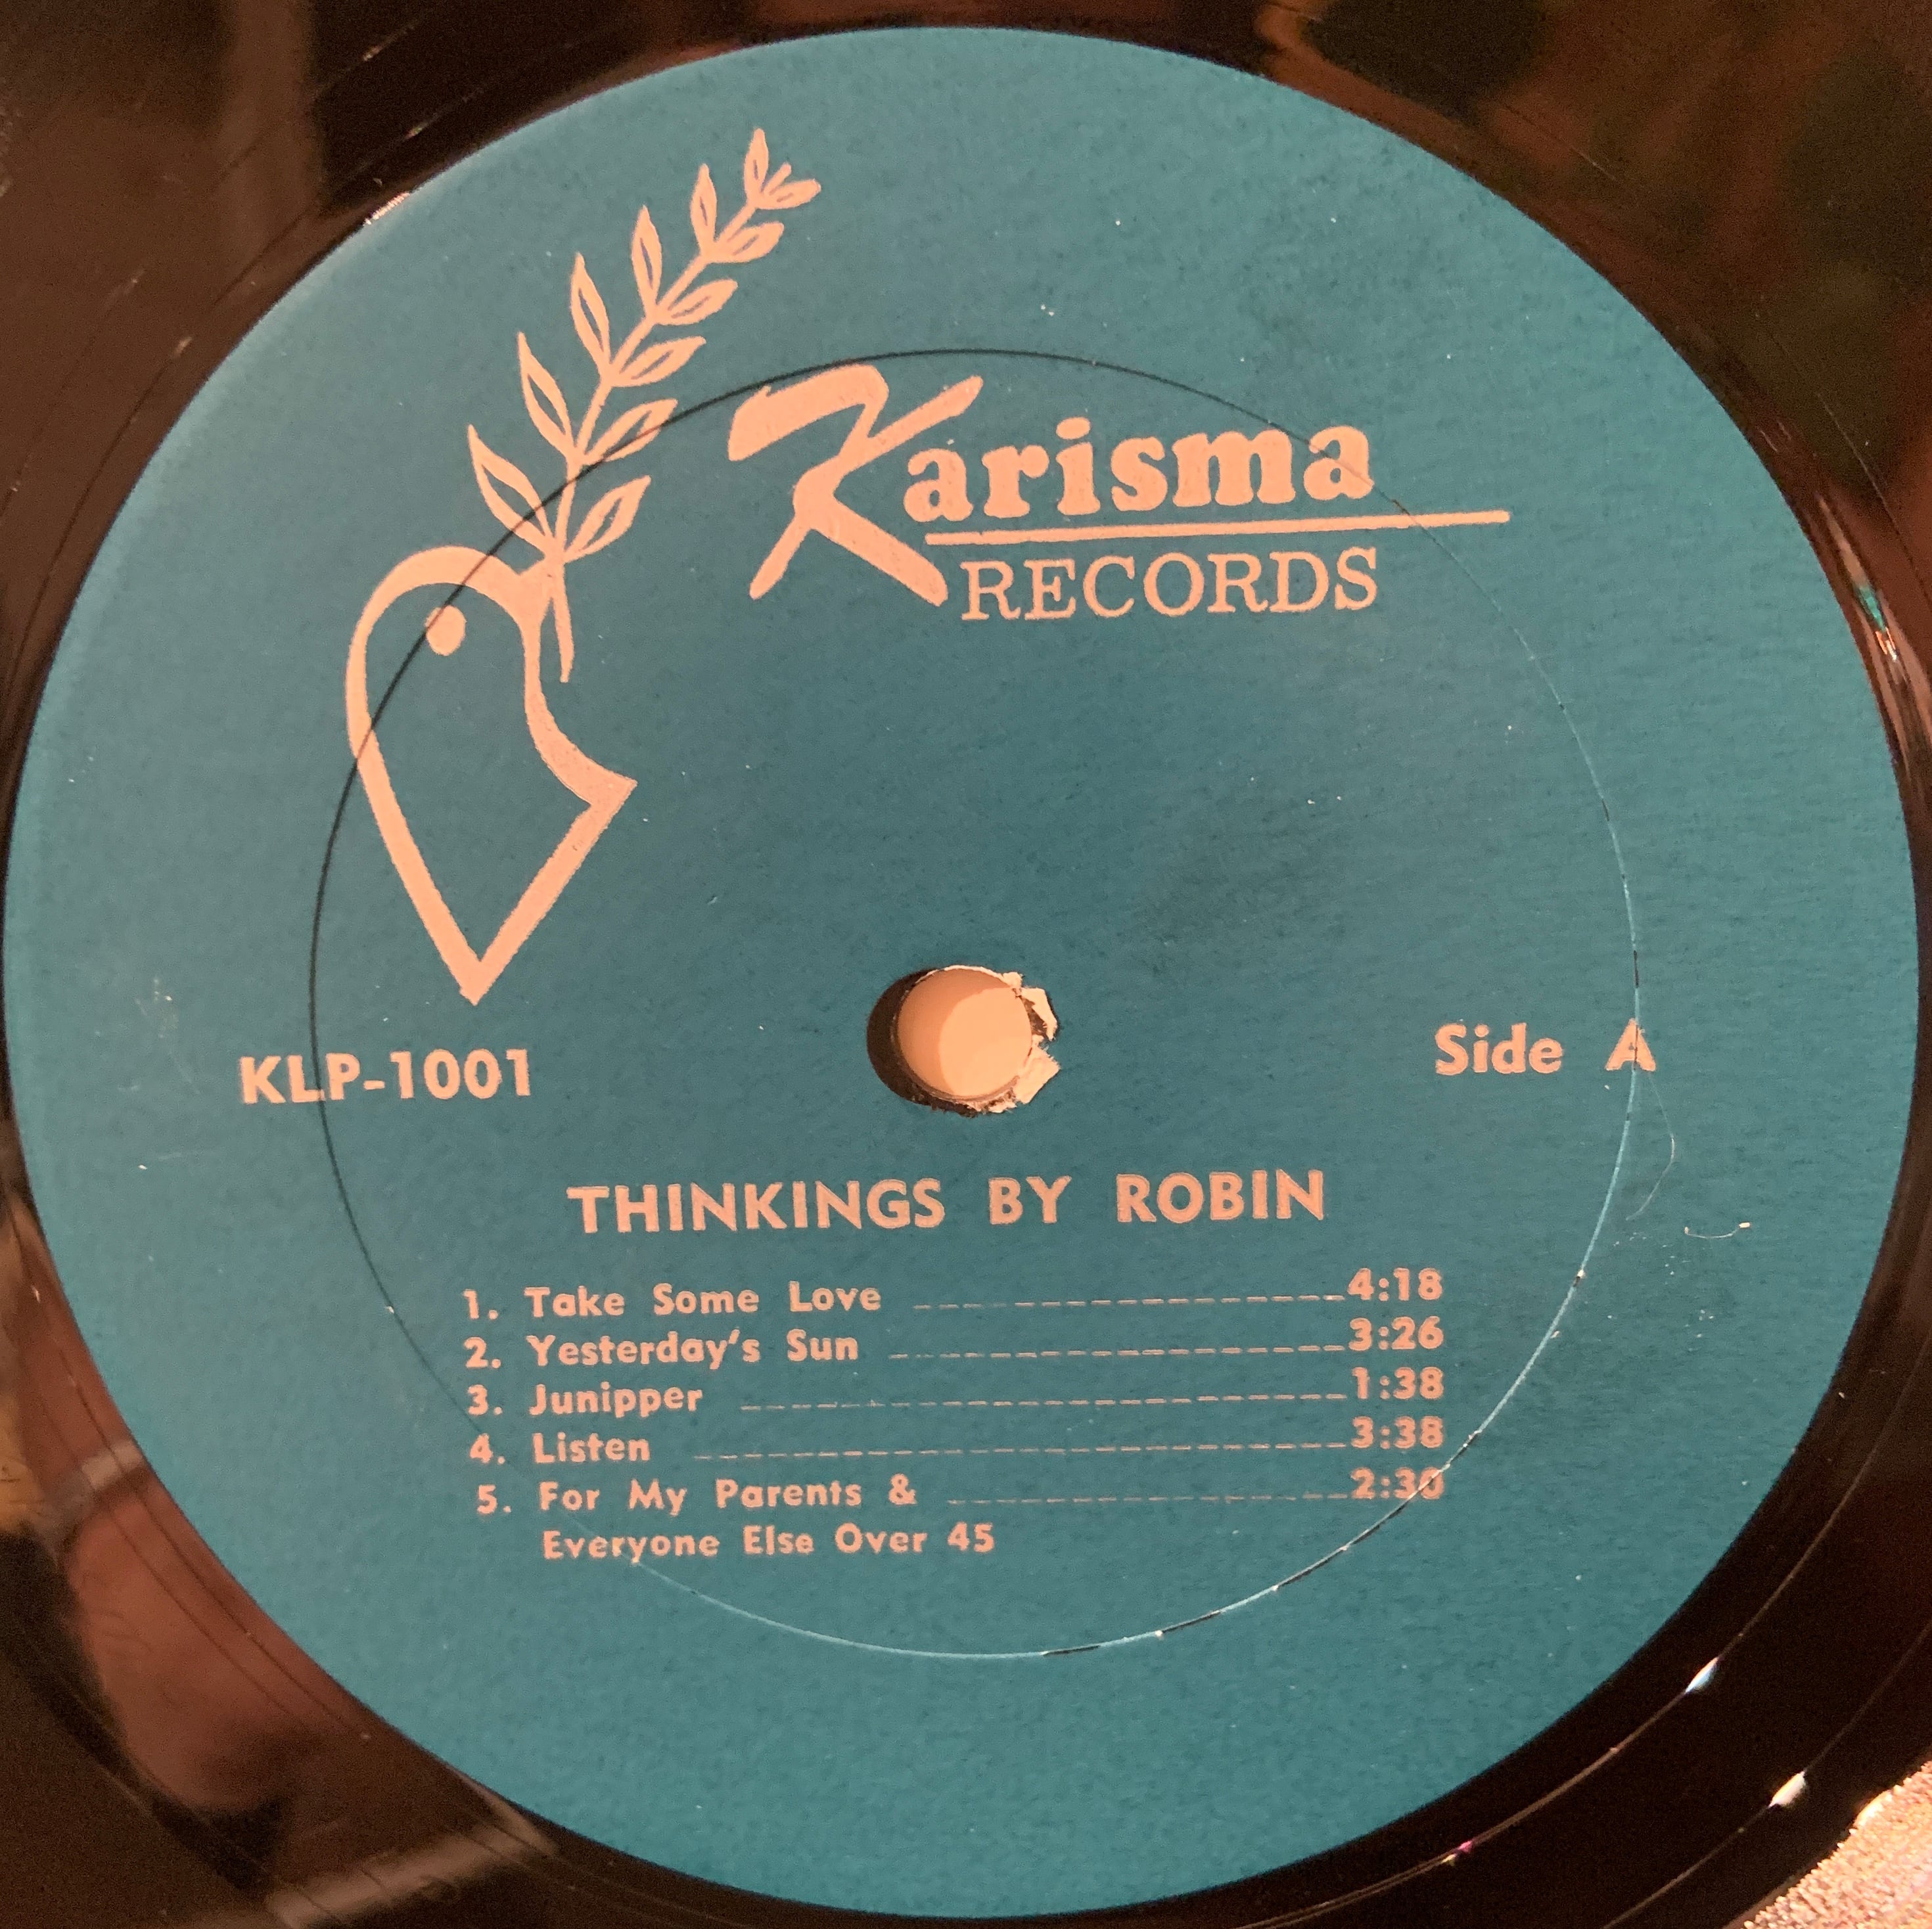 Karisma
RECORDS
KLP-1001
Side A
THINKINGS BY ROBIN
1. Take Some Love 4:18
2. Yesterday's Sun 3:26
3. Junipper 1:38
4. Listen 3:38
5. For My Parents & 2:30
Everyone Else Over 45